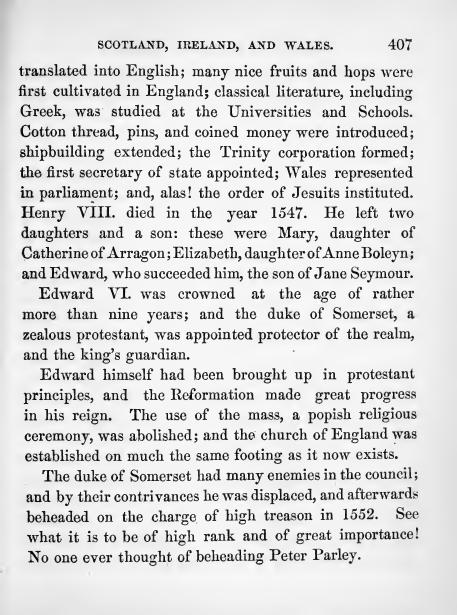 SCOTLAND, IRELAND, AND WALES. 407
translated into English; many nice fruits and hops were
first cultivated in England; classical literature, including
Greek, was studied at the Universities and Schools.
Cotton thread, pins, and coined money were introduced;
shipbuilding extended; the Trinity corporation formed;
the first secretary of state appointed; Wales represented
in parliament; and, alas! the order of Jesuits instituted.
Henry VIII. died in the year 1547. He left two
daughters and a son: these were Mary, daughter of
Catherine of Arragon; Elizabeth, daughter of Anne Boleyn;
and Edward, who succeeded him, the son of Jane Seymour.
Edward VI. was crowned at the age of rather
more than nine years; and the duke of Somerset, a
zealous protestant, was appointed protector of the realm,
and the king's guardian.
Edward himself had been brought up in protestant
principles, and the Reformation made great progress
in his reign. The use of the mass, a popish religious
ceremony, was abolished; and the church of England was
established on much the same footing as it now exists.
The duke of Somerset had many enemies in the council;
and by their contrivances he was displaced, and afterwards
beheaded on the charge of high treason in 1552. See
what it is to be of high rank and of great importance!
No one ever thought of beheading Peter Parley.